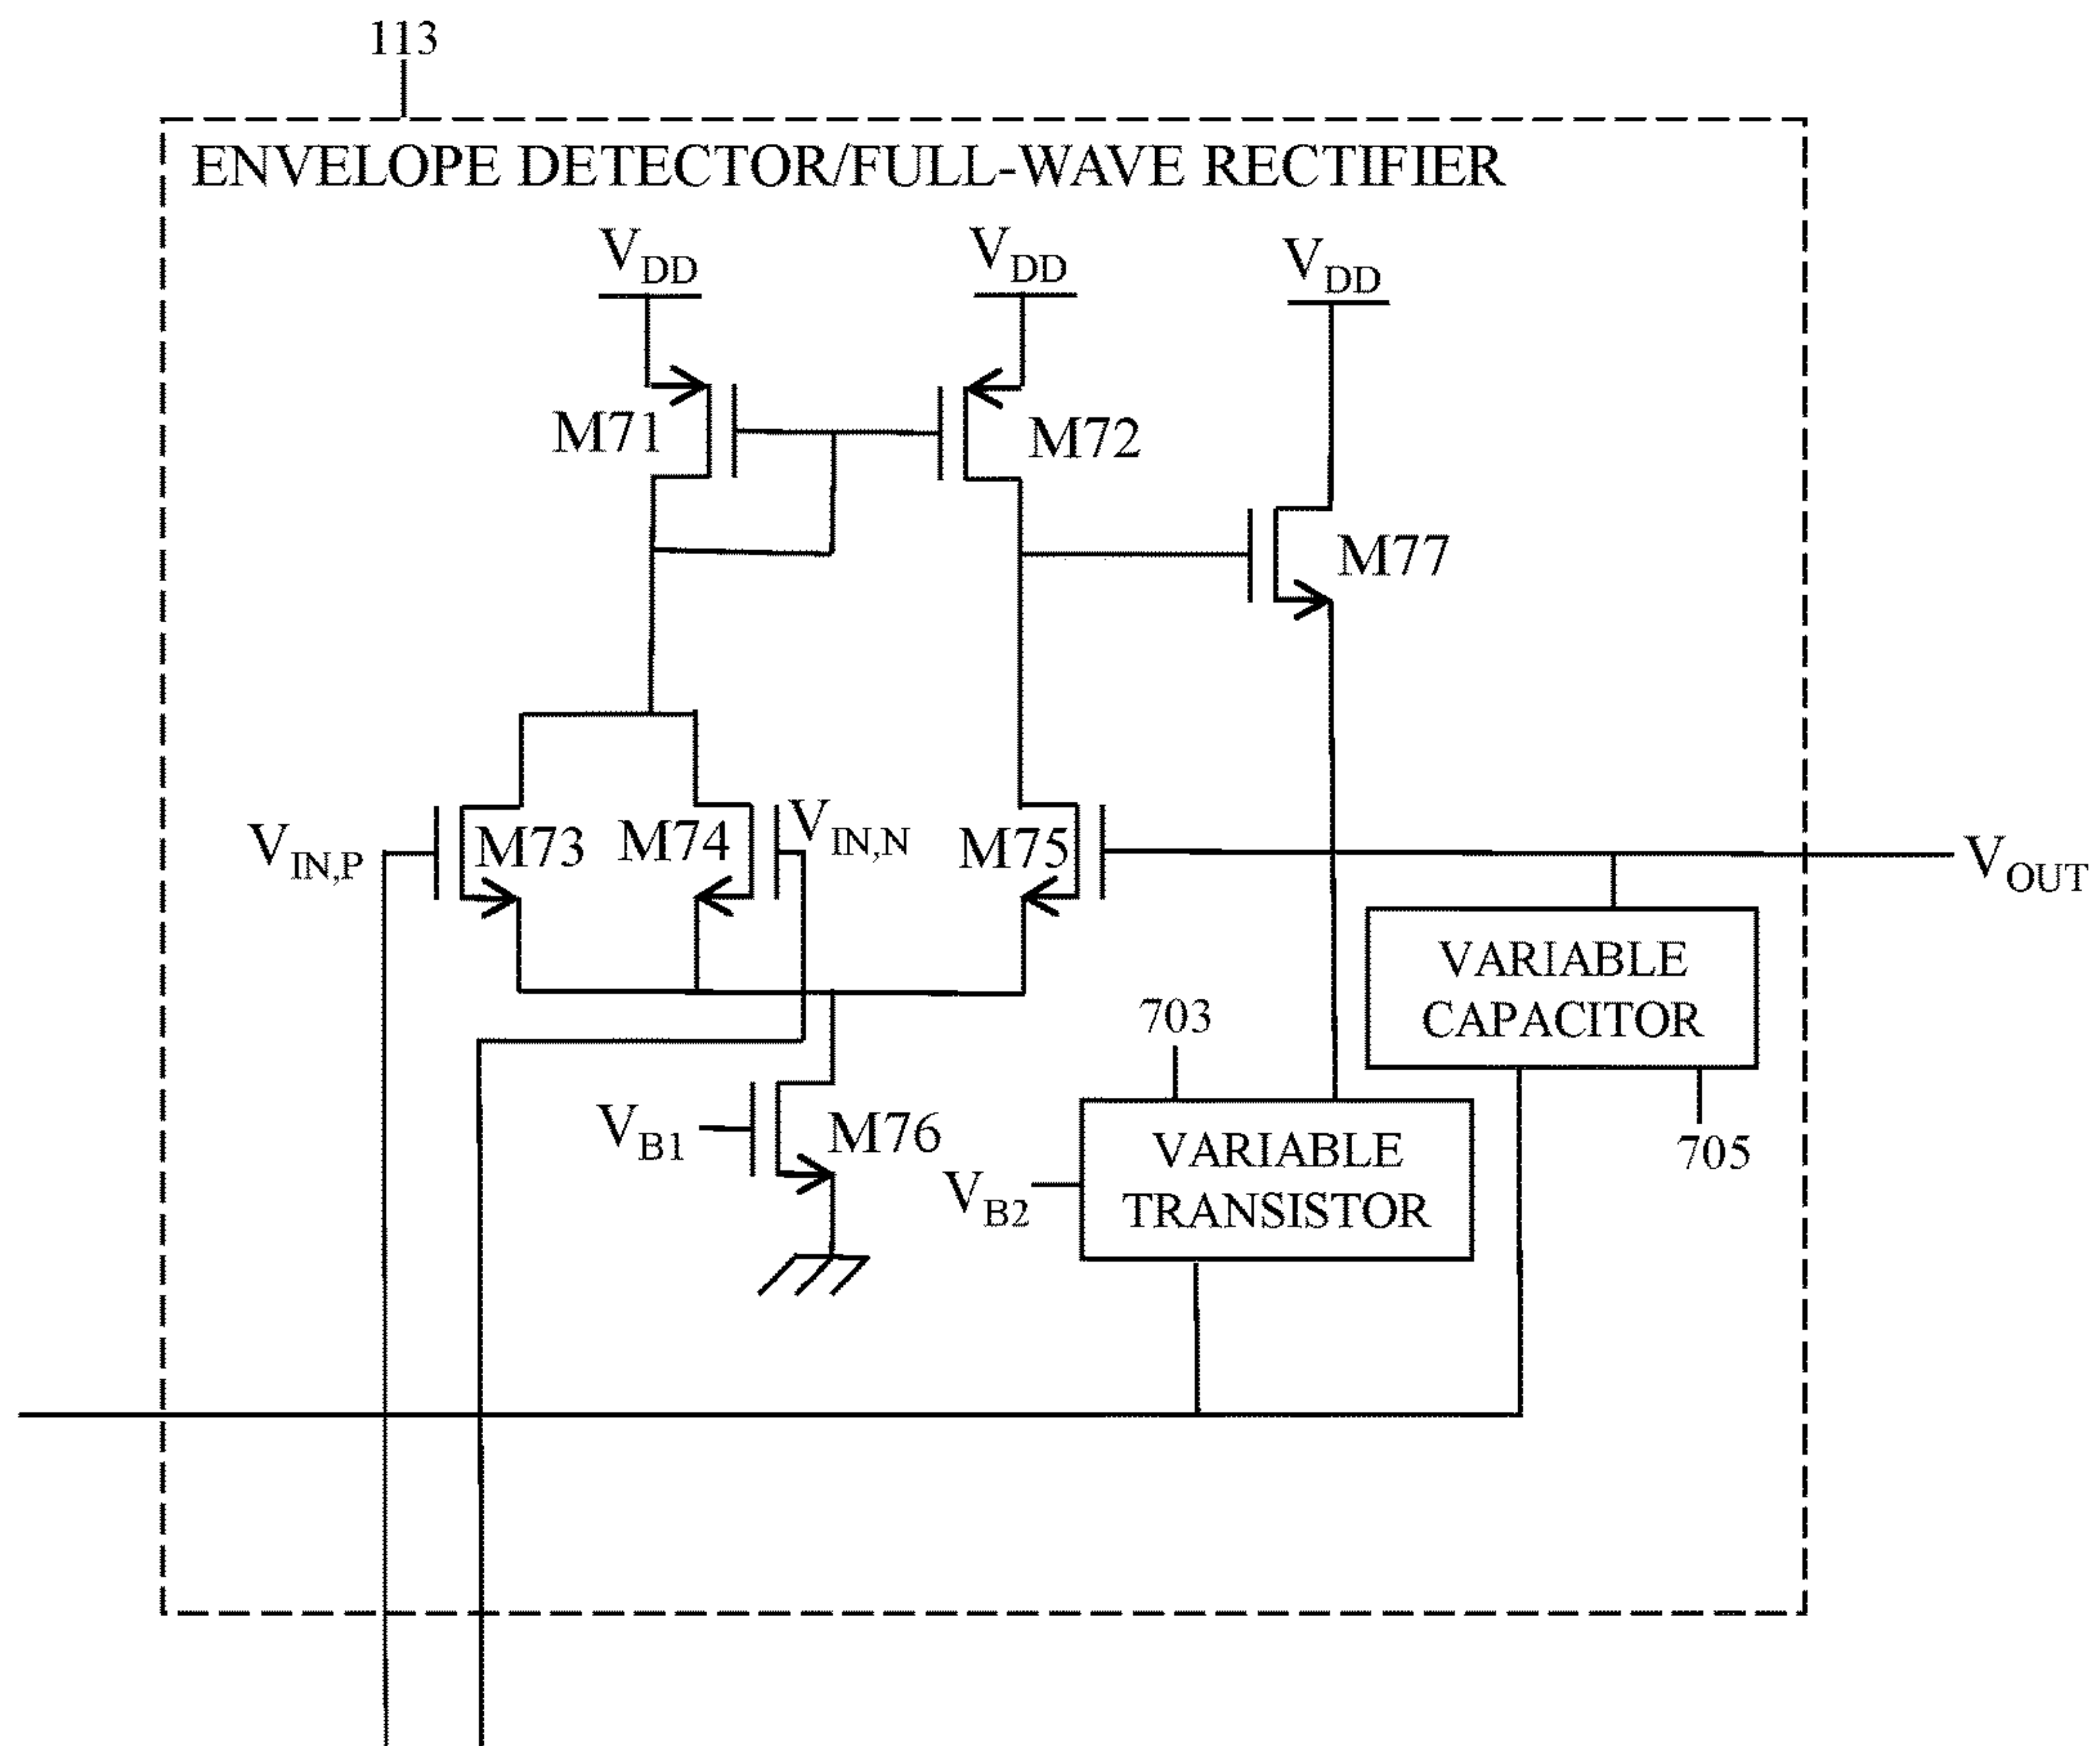 113
ENVELOPE DETECTOR/FULL-WAVE RECTIFIER
VDD
VDD
VDD
M71
M72
M77
VIN,P
M73
M74
VIN,N
M75
VOUT
VARIABLE
CAPACITOR
705
703
VB1
M76
VB2
VARIABLE
TRANSISTOR